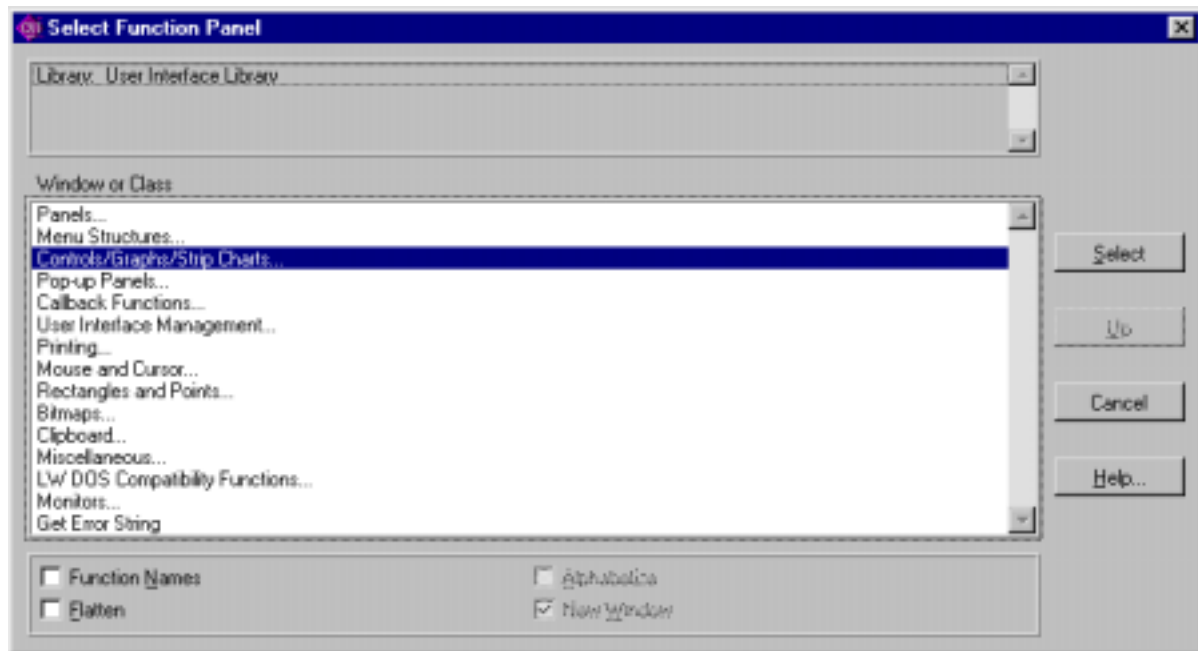 Select Function Panel
Library: User Interface Library
Window or Class
Panels...
Menu Structures...
Controls/Graphs/Strip Charts...
Pop-up Panels...
Callback Functions...
User Interface Management...
Printing...
Mouse and Cursor...
Rectangles and Points...
Bitmaps...
Clipboard...
Miscellaneous...
LW DOS Compatibility Functions...
Monitors...
Get Error String
Select
Up
Cancel
Help...
Function Names
Alphabetize
Flatten
New Window